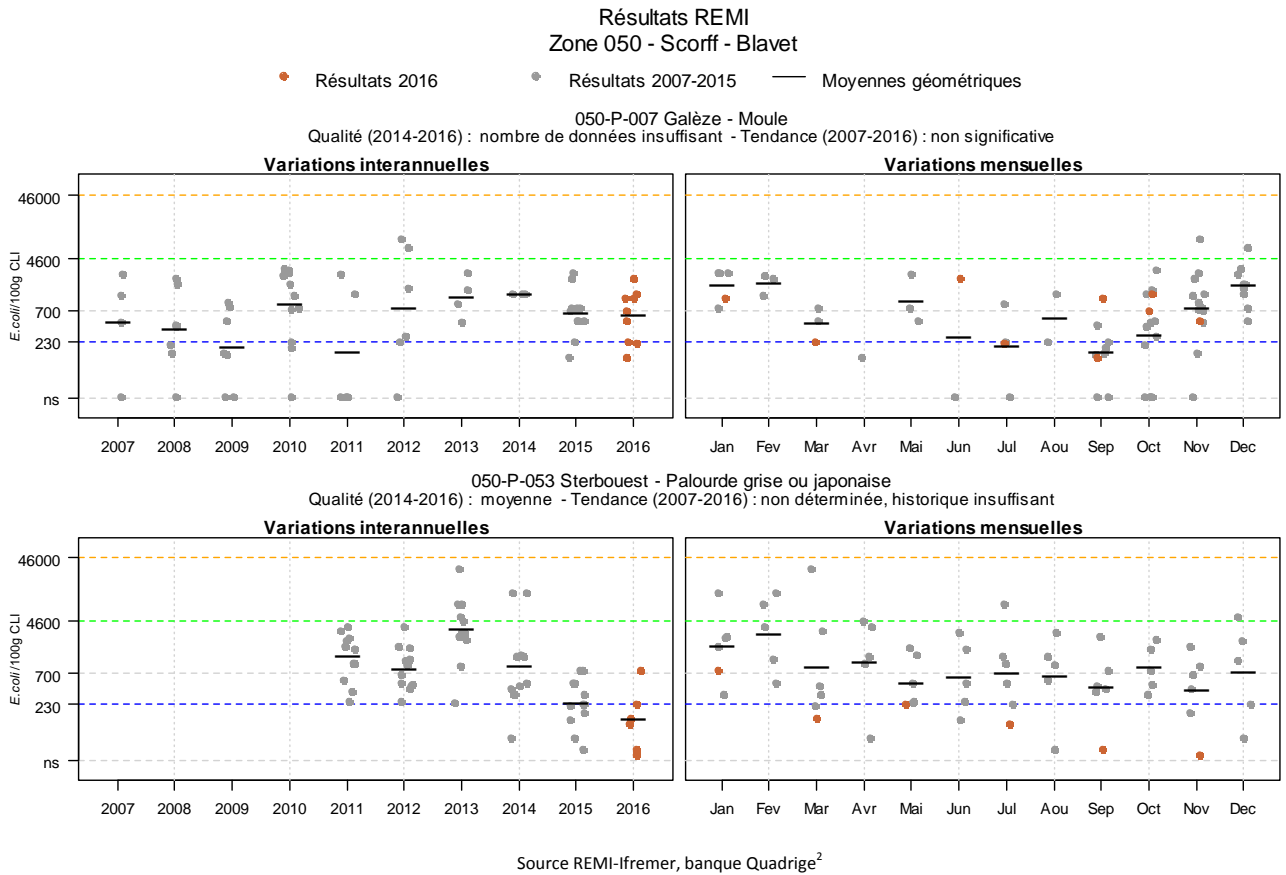 Résultats REMI
Zone 050 - Scorff - Blavet
Résultats 2016 Résultats 2007-2015 Moyennes géométriques
050-P-007 Galèze - Moule
Qualité (2014-2016) : nombre de données insuffisant - Tendance (2007-2016) : non significative
Variations interannuelles Variations mensuelles
E.coli/100g CLI
46000
4600
700
230
ns
2007 2008 2009 2010 2011 2012 2013 2014 2015 2016 Jan Fev Mar Avr Mai Jun Jul Aou Sep Oct Nov Dec
050-P-053 Sterbouest - Palourde grise ou japonaise
Qualité (2014-2016) : moyenne - Tendance (2007-2016) : non déterminée, historique insuffisant
Variations interannuelles Variations mensuelles
E.coli/100g CLI
46000
4600
700
230
ns
2007 2008 2009 2010 2011 2012 2013 2014 2015 2016 Jan Fev Mar Avr Mai Jun Jul Aou Sep Oct Nov Dec
Source REMI-Ifremer, banque Quadrige²